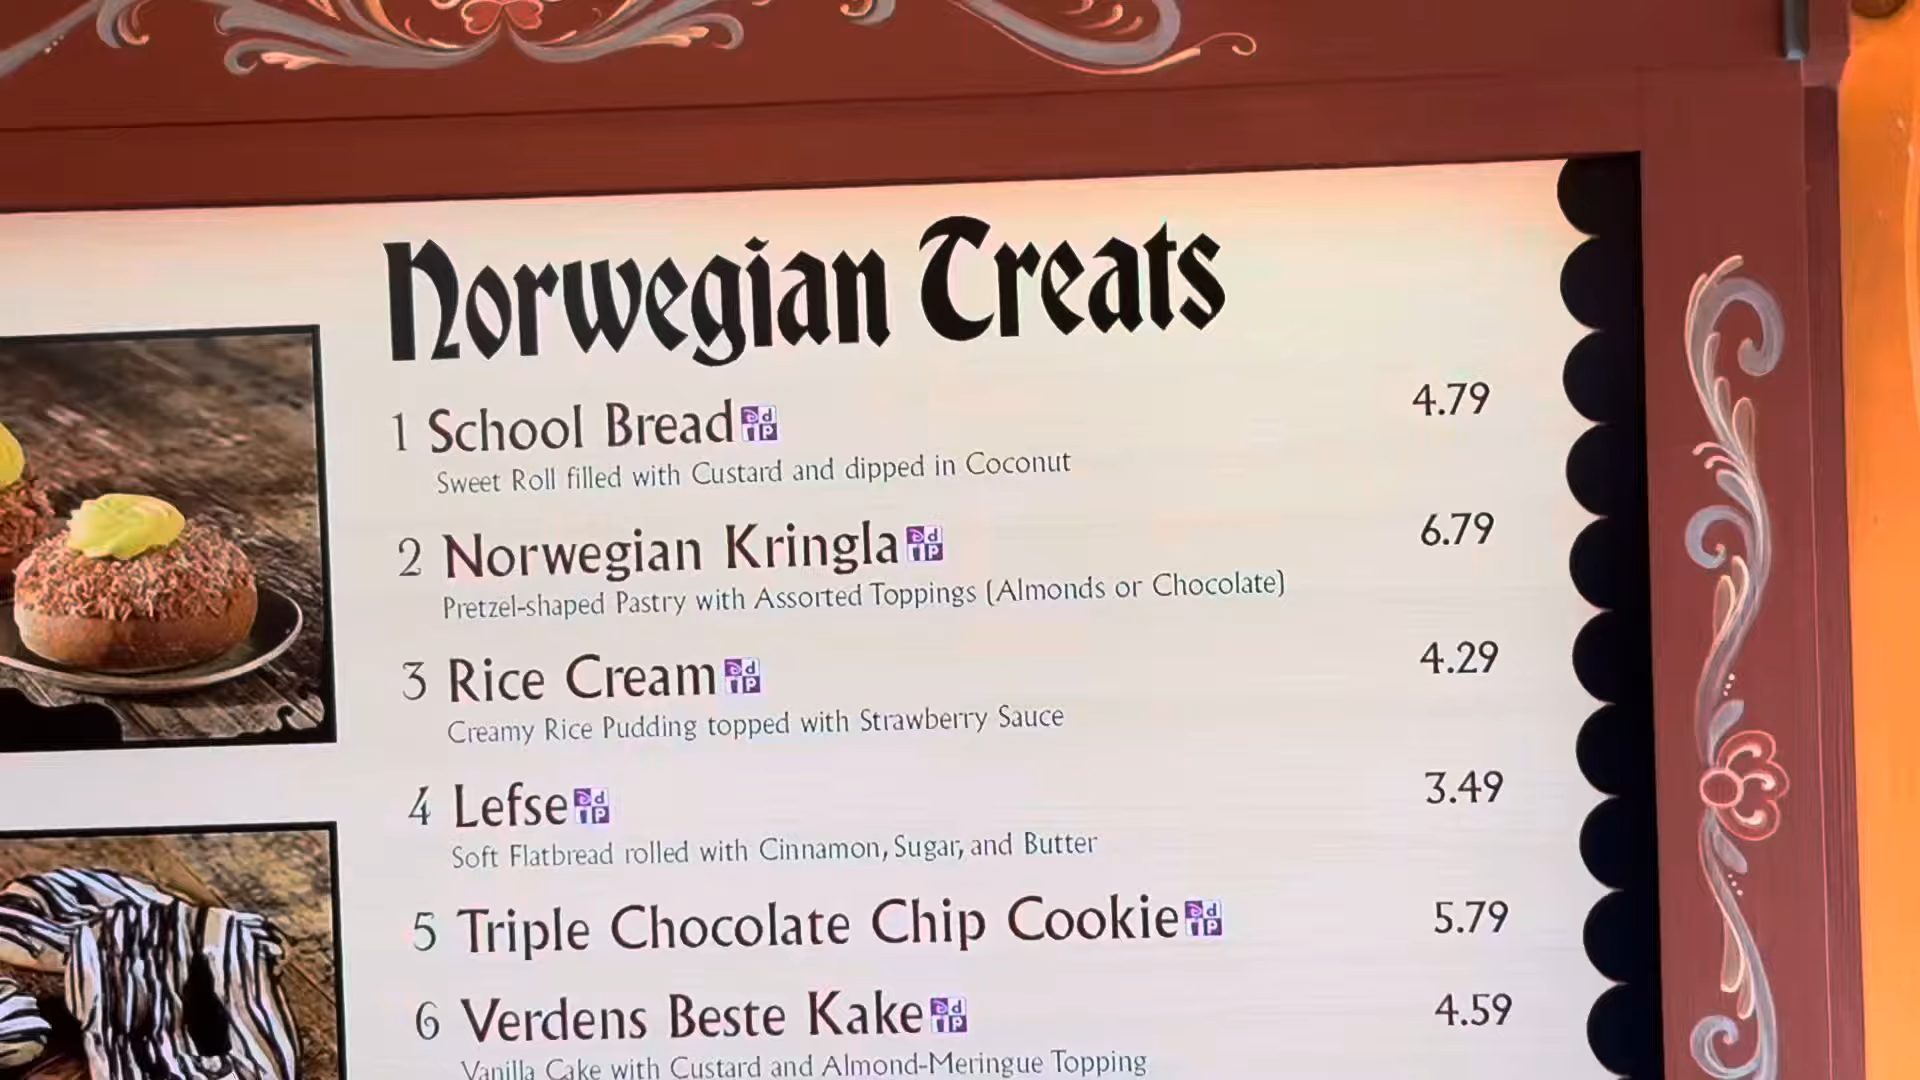 Norwegian Treats
1 School Bread 4.79
Sweet Roll filled with Custard and dipped in Coconut
2 Norwegian Kringla 6.79
Pretzel-shaped Pastry with Assorted Toppings (Almonds or Chocolate)
3 Rice Cream 4.29
Creamy Rice Pudding topped with Strawberry Sauce
4 Lefse 3.49
Soft Flatbread rolled with Cinnamon, Sugar, and Butter
5 Triple Chocolate Chip Cookie 5.79
6 Verdens Beste Kake 4.59
Vanilla Cake with Custard and Almond-Meringue Topping